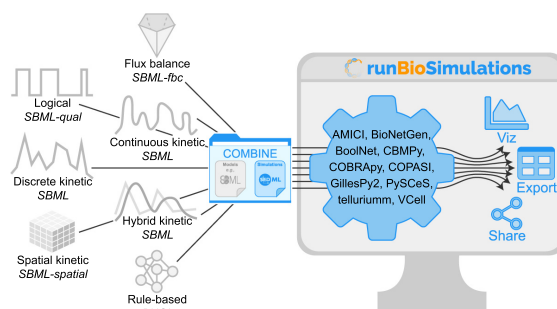 Flux balance
SBML-fbc
Logical
SBML-qual
Continuous kinetic
SBML
Discrete kinetic
SBML
Hybrid kinetic
SBML
Spatial kinetic
SBML-spatial
Rule-based
COMBINE
Models
e.g.:
SBML
Simulations
ML
runBioSimulations
AMICI, BioNetGen,
BoolNet, CBMPy,
COBRApy, COPASI,
GillesPy2, PySCeS,
telluriumm, VCell
Viz
Export
Share